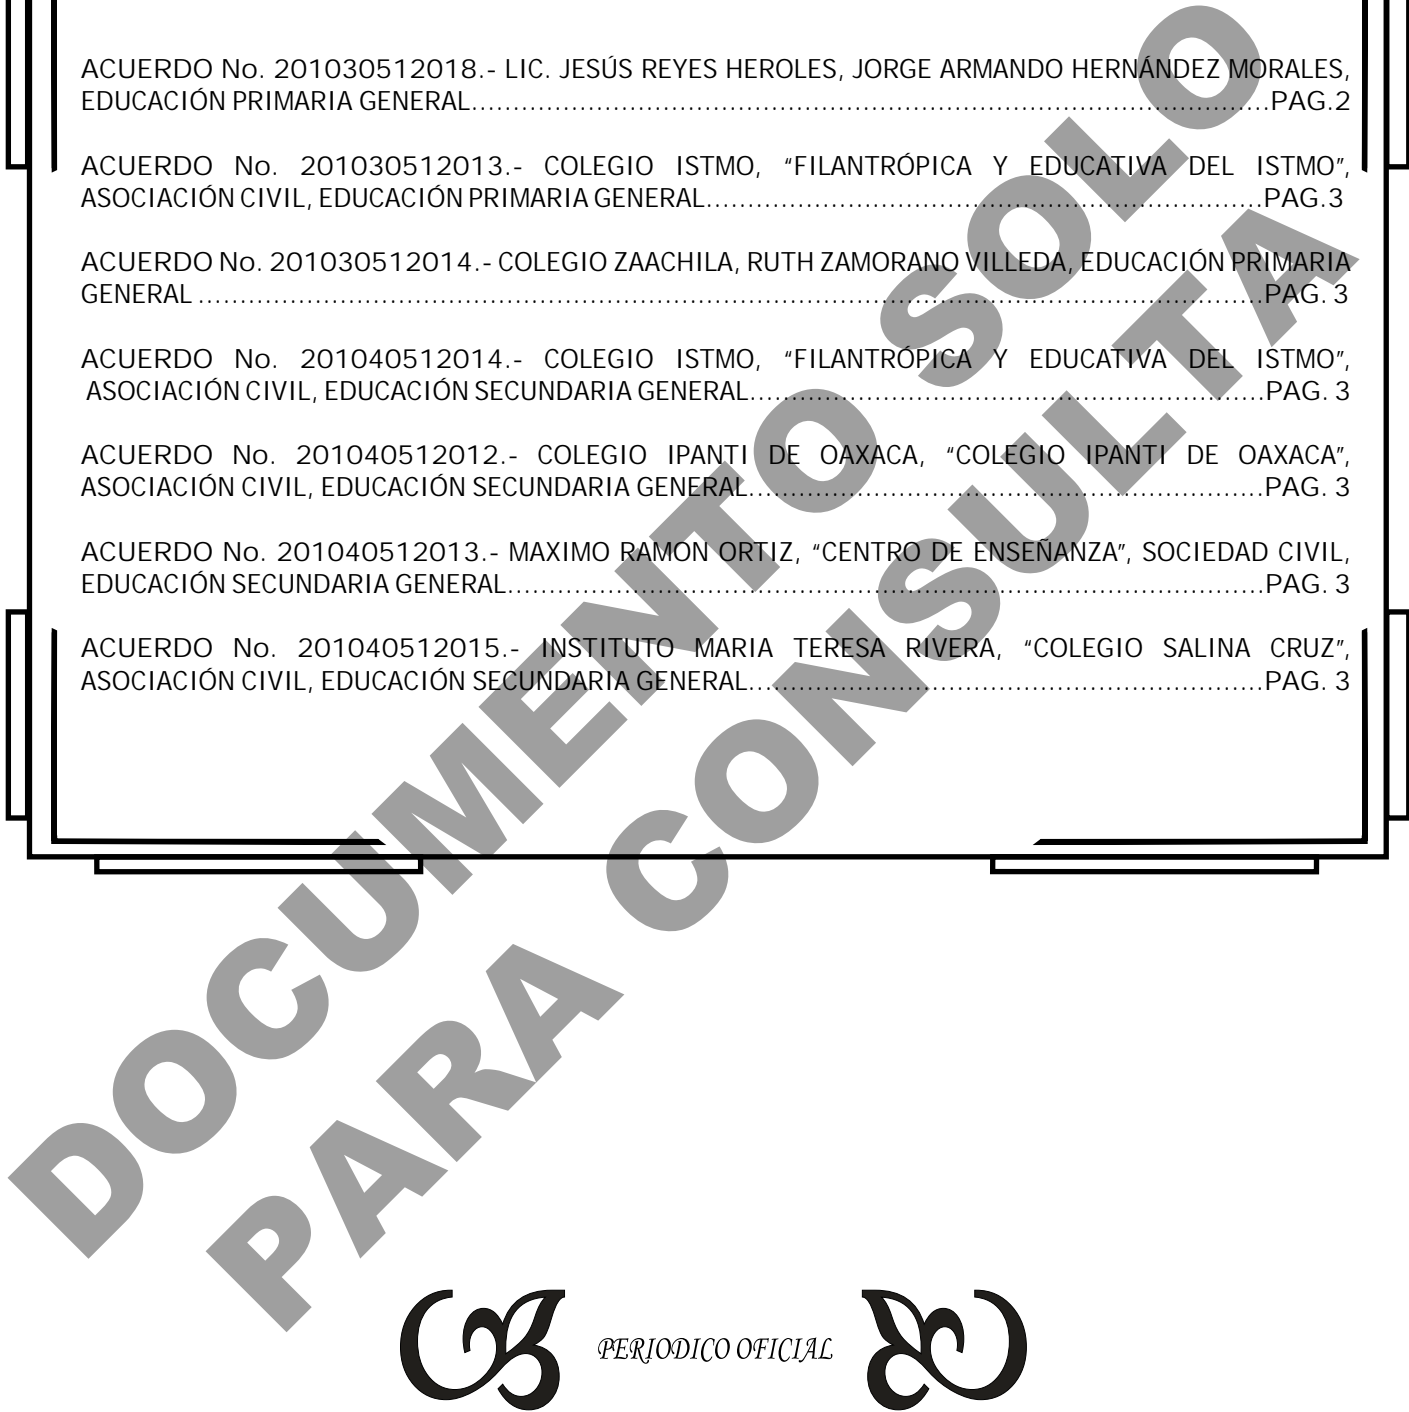 ACUERDO No. 201030512018.- LIC. JESÚS REYES HEROLES, JORGE ARMANDO HERNÁNDEZ MORALES,
EDUCACIÓN PRIMARIA GENERAL................................................................................................PAG.2
ACUERDO No. 201030512013.- COLEGIO ISTMO, “FILANTRÓPICA Y EDUCATIVA DEL ISTMO”,
ASOCIACIÓN CIVIL, EDUCACIÓN PRIMARIA GENERAL...................................................................PAG.3
ACUERDO No. 201030512014.- COLEGIO ZAACHILA, RUTH ZAMORANO VILLEDA, EDUCACIÓN PRIMARIA
GENERAL ................................................................................................................................PAG. 3
ACUERDO No. 201040512014.- COLEGIO ISTMO, “FILANTRÓPICA Y EDUCATIVA DEL ISTMO”,
ASOCIACIÓN CIVIL, EDUCACIÓN SECUNDARIA GENERAL..............................................................PAG. 3
ACUERDO No. 201040512012.- COLEGIO IPANTI DE OAXACA, “COLEGIO IPANTI DE OAXACA”,
ASOCIACIÓN CIVIL, EDUCACIÓN SECUNDARIA GENERAL..............................................................PAG. 3
ACUERDO No. 201040512013.- MAXIMO RAMON ORTIZ, “CENTRO DE ENSEÑANZA”, SOCIEDAD CIVIL,
EDUCACIÓN SECUNDARIA GENERAL...........................................................................................PAG. 3
ACUERDO No. 201040512015.- INSTITUTO MARIA TERESA RIVERA, “COLEGIO SALINA CRUZ”,
ASOCIACIÓN CIVIL, EDUCACIÓN SECUNDARIA GENERAL..............................................................PAG. 3
DOCUMENTO SOLO
PARA CONSULTA
PERIODICO OFICIAL